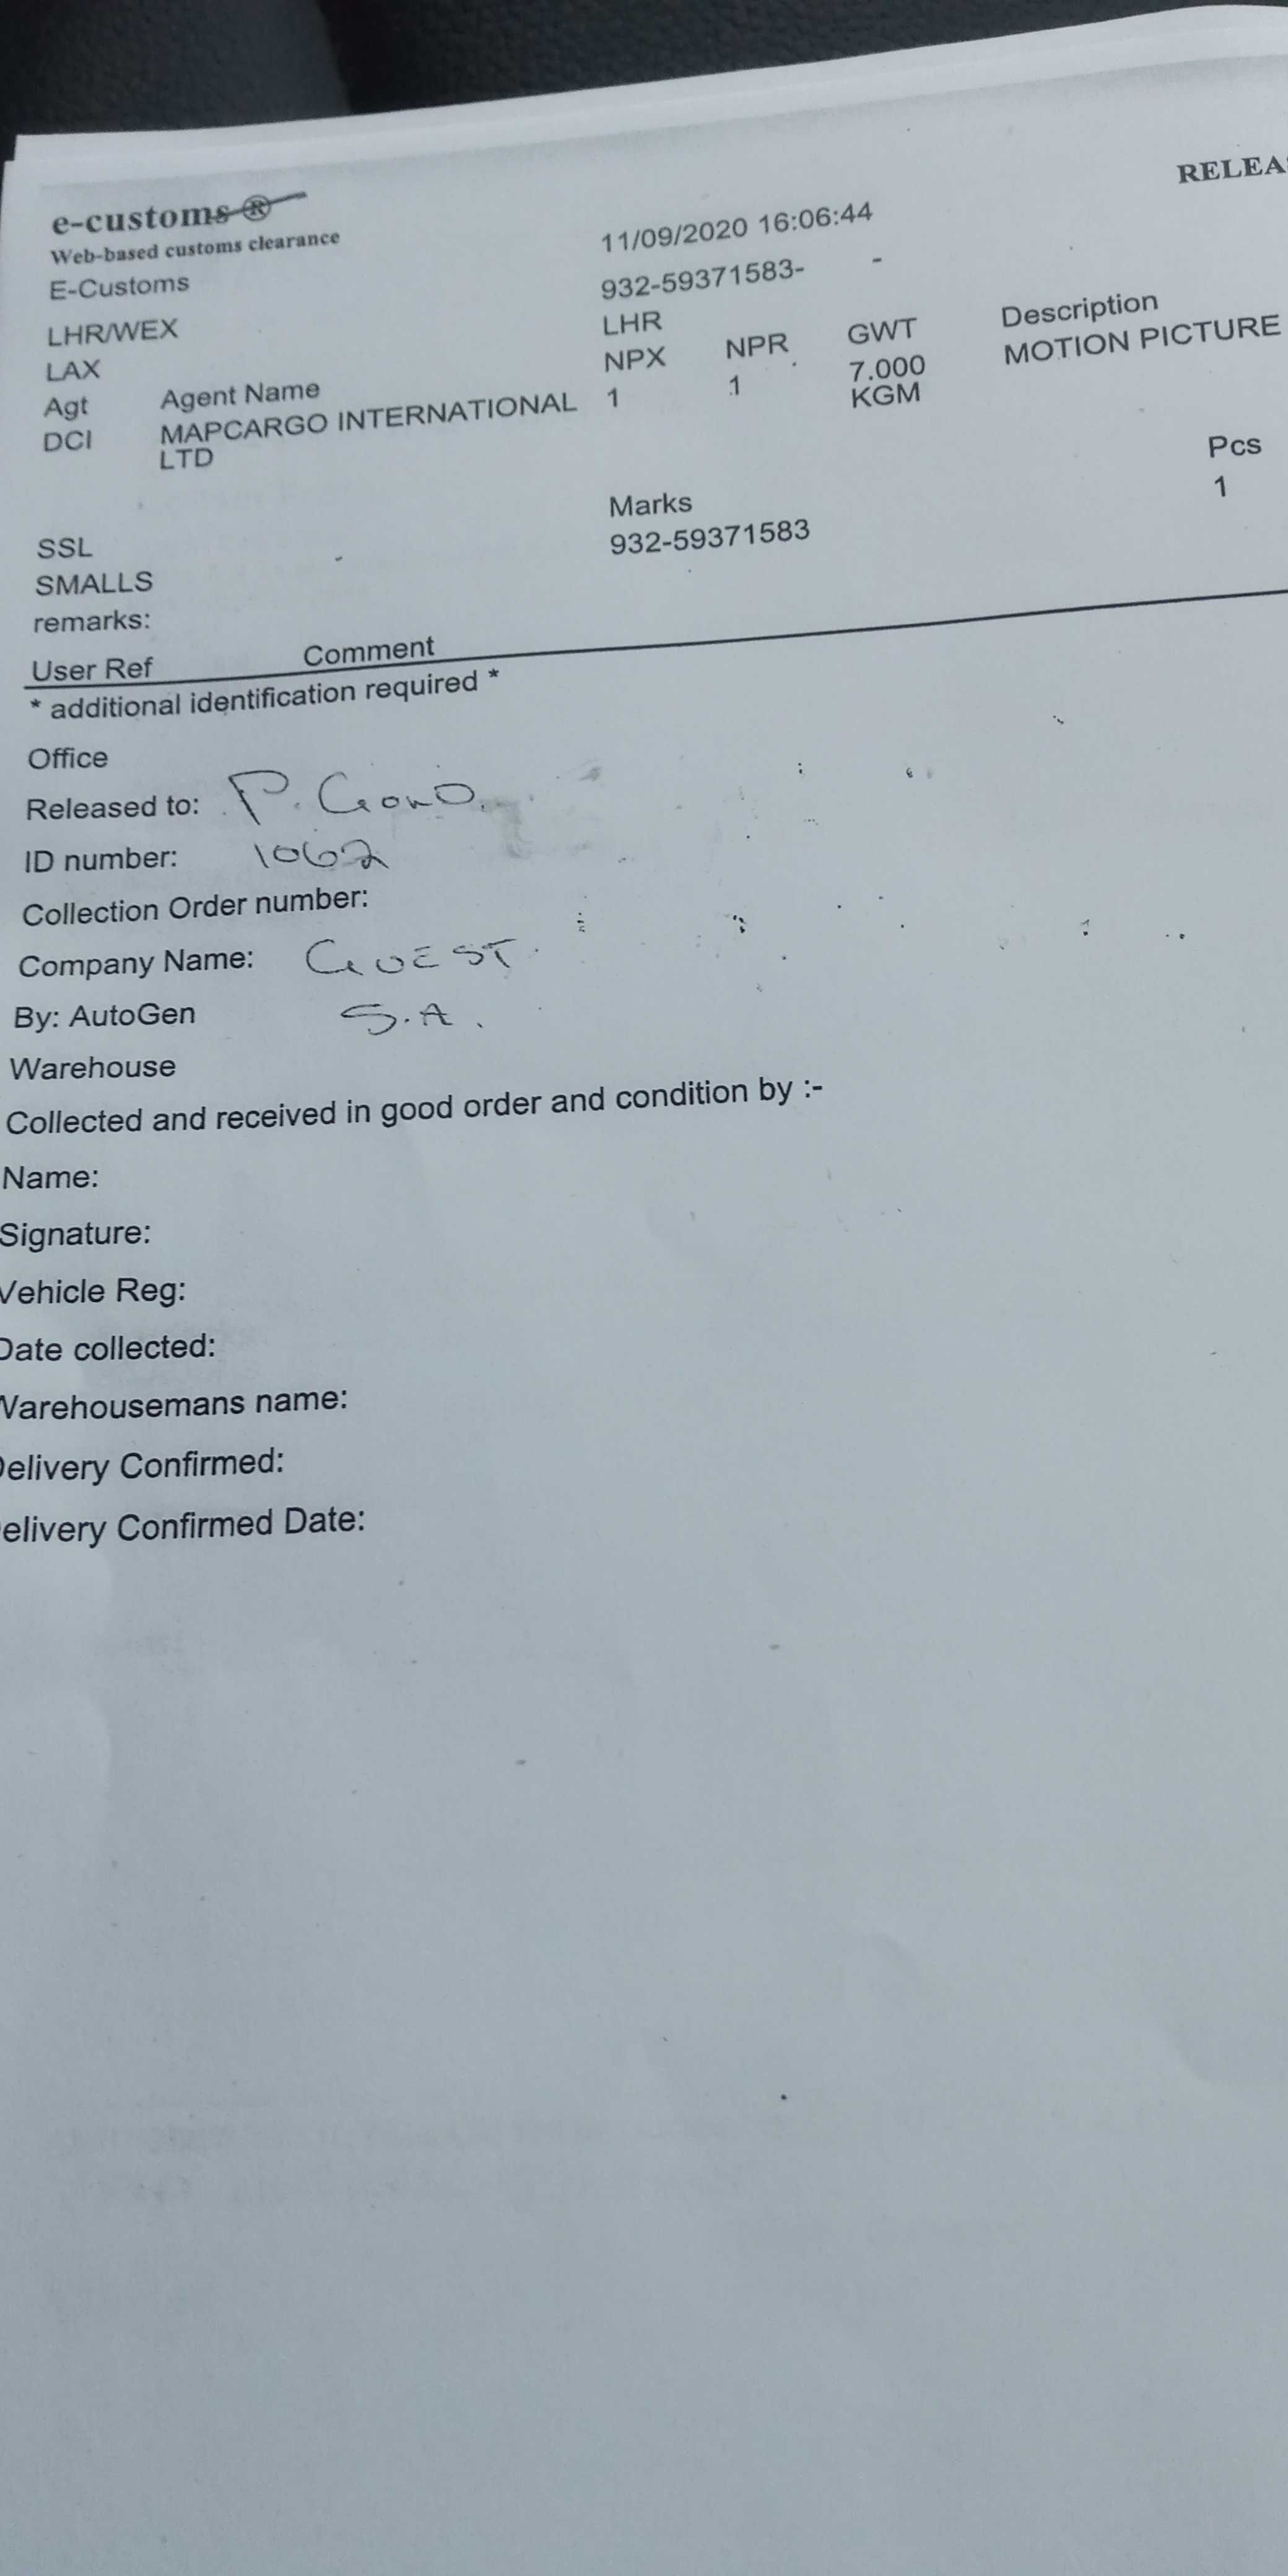 RELEA
e-customs ®
Web-based customs clearance
E-Customs 11/09/2020 16:06:44
LHR/WEX 932-59371583- -
LAX LHR
Agt Agent Name NPX NPR GWT Description
DCI MAPCARGO INTERNATIONAL LTD 1 1 7.000 KGM MOTION PICTURE
SSL Marks Pcs
SMALLS 932-59371583 1
remarks:
User Ref Comment
* additional identification required *
Office
Released to: P.
ID number: 1062
Collection Order number:
Company Name: GUEST
By: AutoGen S.A.
Warehouse
Collected and received in good order and condition by :-
Name:
Signature:
Vehicle Reg:
Date collected:
Warehousemans name:
Delivery Confirmed:
elivery Confirmed Date: